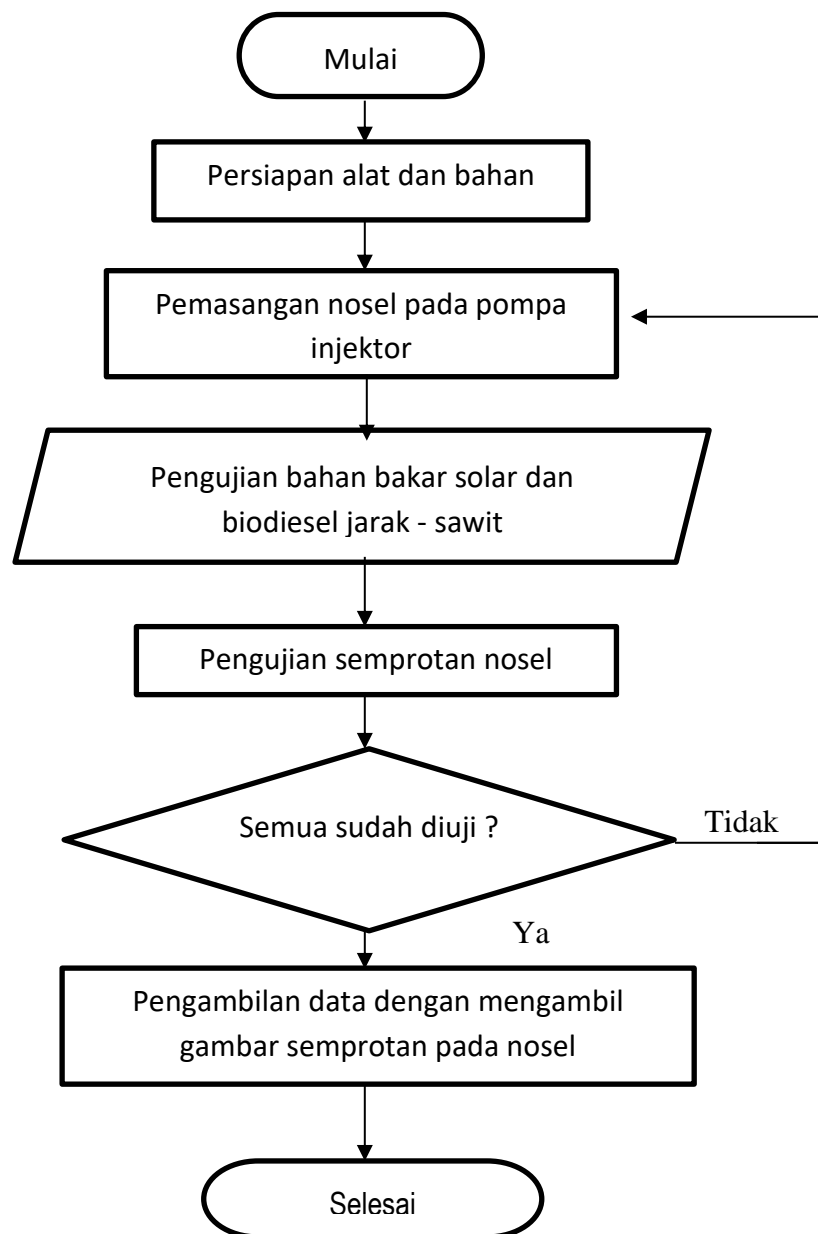 Mulai
Persiapan alat dan bahan
Pemasangan nosel pada pompa
injektor
Pengujian bahan bakar solar dan
biodiesel jarak - sawit
Pengujian semprotan nosel
Semua sudah diuji ?
Tidak
Ya
Pengambilan data dengan mengambil
gambar semprotan pada nosel
Selesai